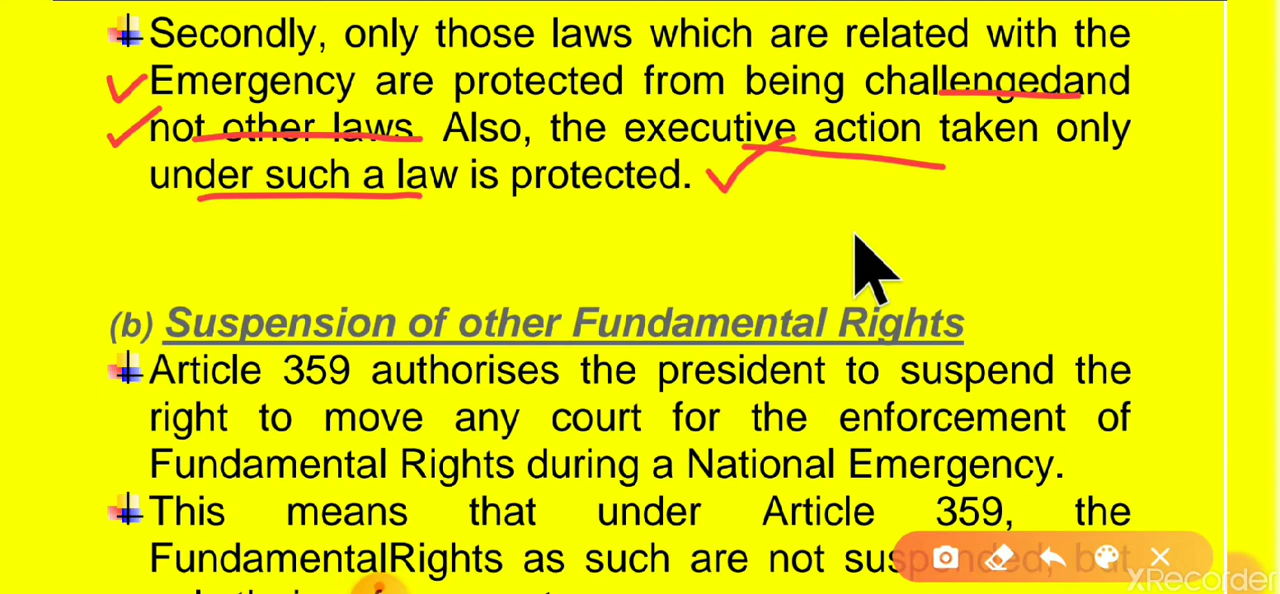 Secondly, only those laws which are related with the
Emergency are protected from being challengedand
not other laws. Also, the executive action taken only
under such a law is protected.
(b) Suspension of other Fundamental Rights
Article 359 authorises the president to suspend the
right to move any court for the enforcement of
Fundamental Rights during a National Emergency.
This means that under Article 359, the
FundamentalRights as such are not suspended, but
XRecorder